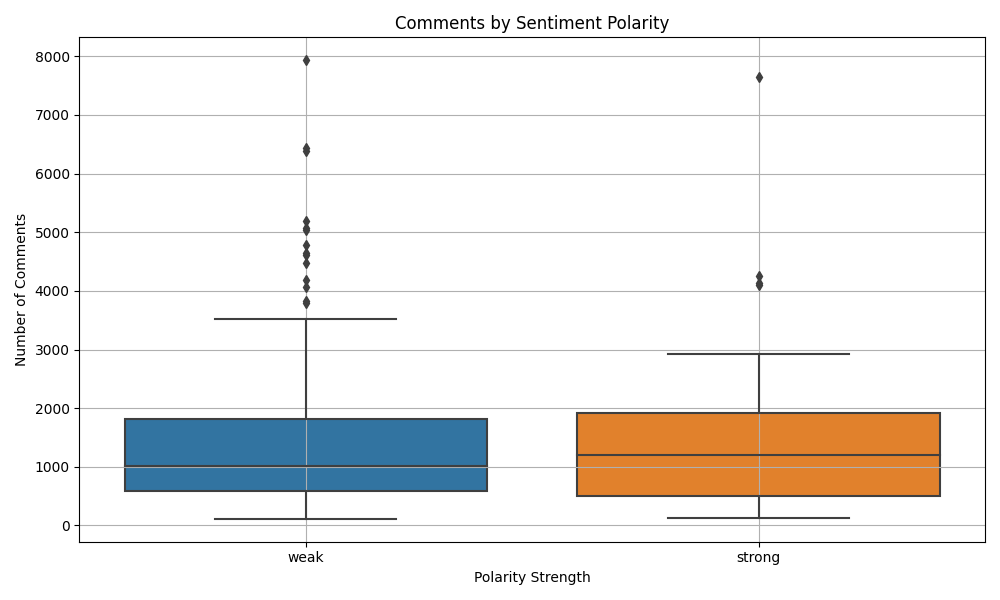 Comments by Sentiment Polarity
Number of Comments
8000
7000
6000
5000
4000
3000
2000
1000
0
weak
strong
Polarity Strength